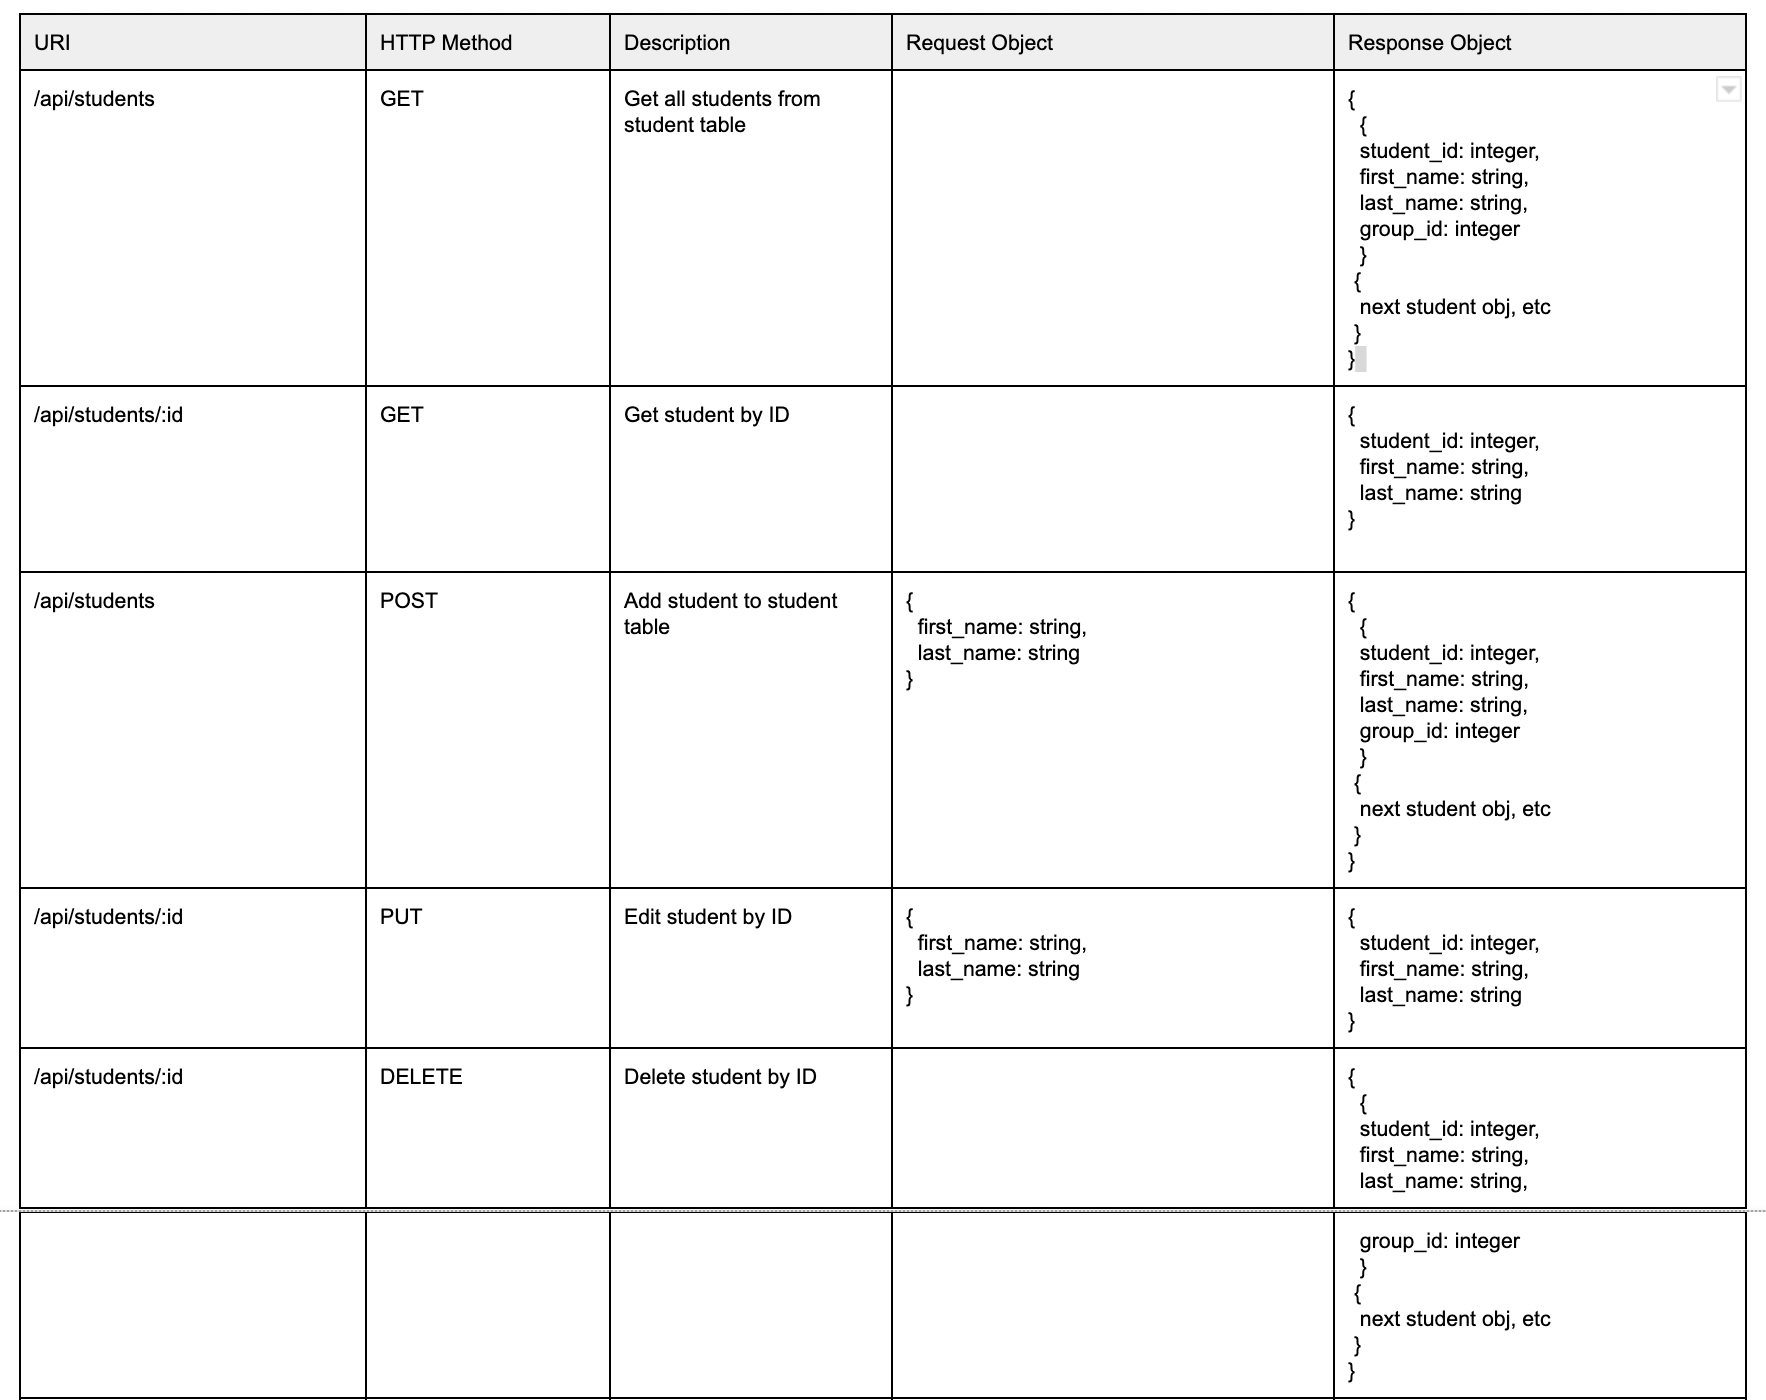 URI
HTTP Method
Description
Request Object
Response Object
/api/students
GET
Get all students from
student table
{
{
student_id: integer,
first_name: string,
last_name: string,
group_id: integer
}
{
next student obj, etc
}
}
/api/students/:id
GET
Get student by ID
{
student_id: integer,
first_name: string,
last_name: string
}
/api/students
POST
Add student to student
table
{
first_name: string,
last_name: string
}
{
{
student_id: integer,
first_name: string,
last_name: string,
group_id: integer
}
{
next student obj, etc
}
}
/api/students/:id
PUT
Edit student by ID
{
first_name: string,
last_name: string
}
{
student_id: integer,
first_name: string,
last_name: string
}
/api/students/:id
DELETE
Delete student by ID
{
{
student_id: integer,
first_name: string,
last_name: string,
group_id: integer
}
{
next student obj, etc
}
}